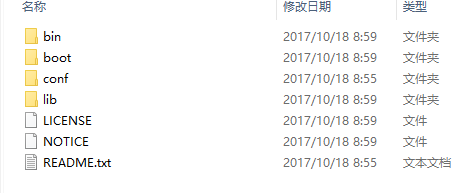 名称 修改日期 类型
bin 2017/10/18 8:59 文件夹
boot 2017/10/18 8:59 文件夹
conf 2017/10/18 8:55 文件夹
lib 2017/10/18 8:59 文件夹
LICENSE 2017/10/18 8:59 文件
NOTICE 2017/10/18 8:59 文件
README.txt 2017/10/18 8:55 文本文档